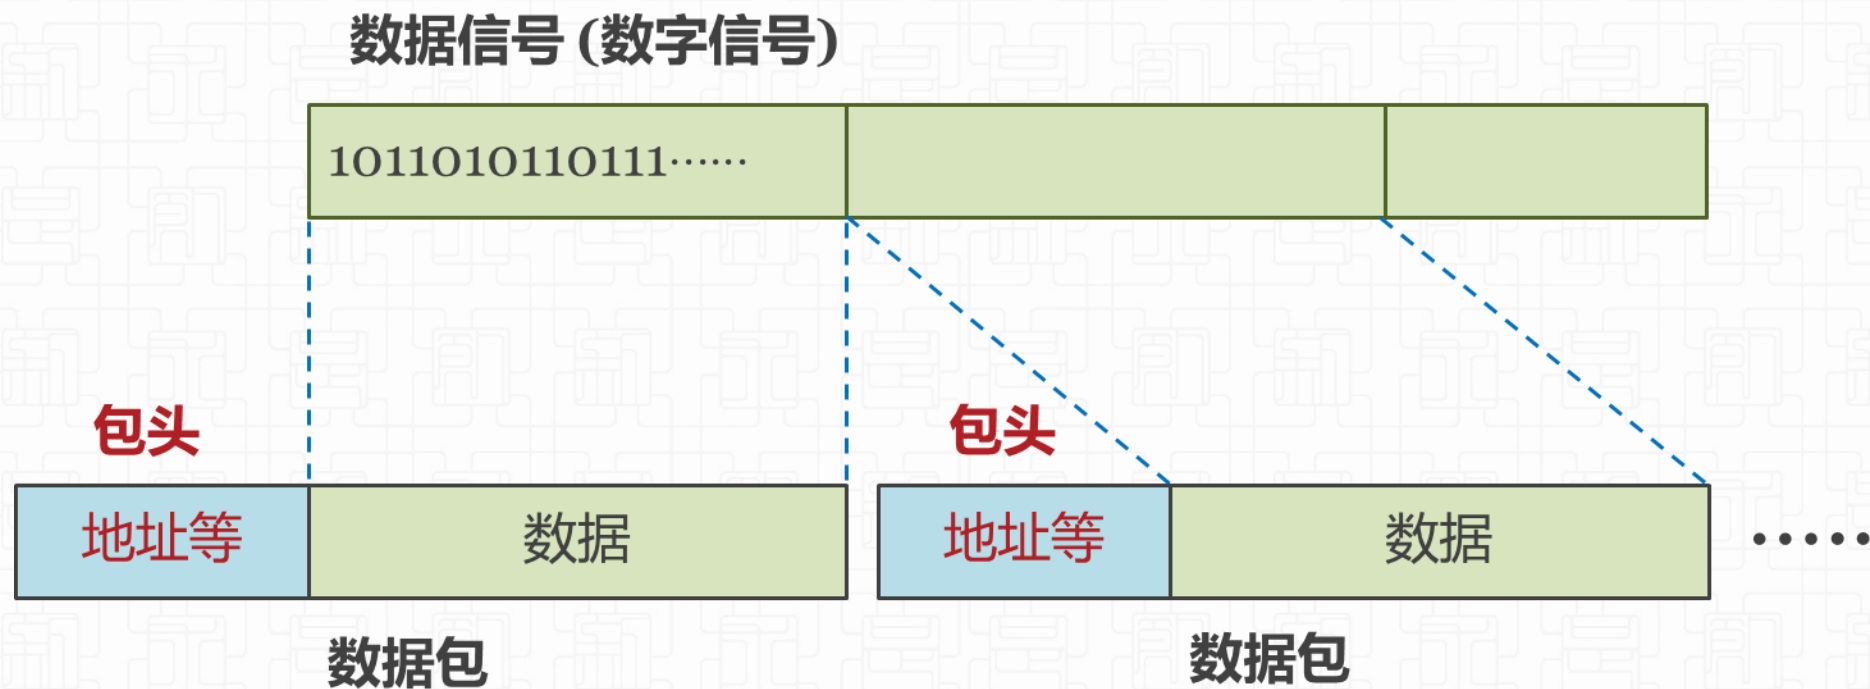 数据信号 (数字信号)
1011010110111······
包头
包头
地址等
数据
地址等
数据
·····
数据包
数据包